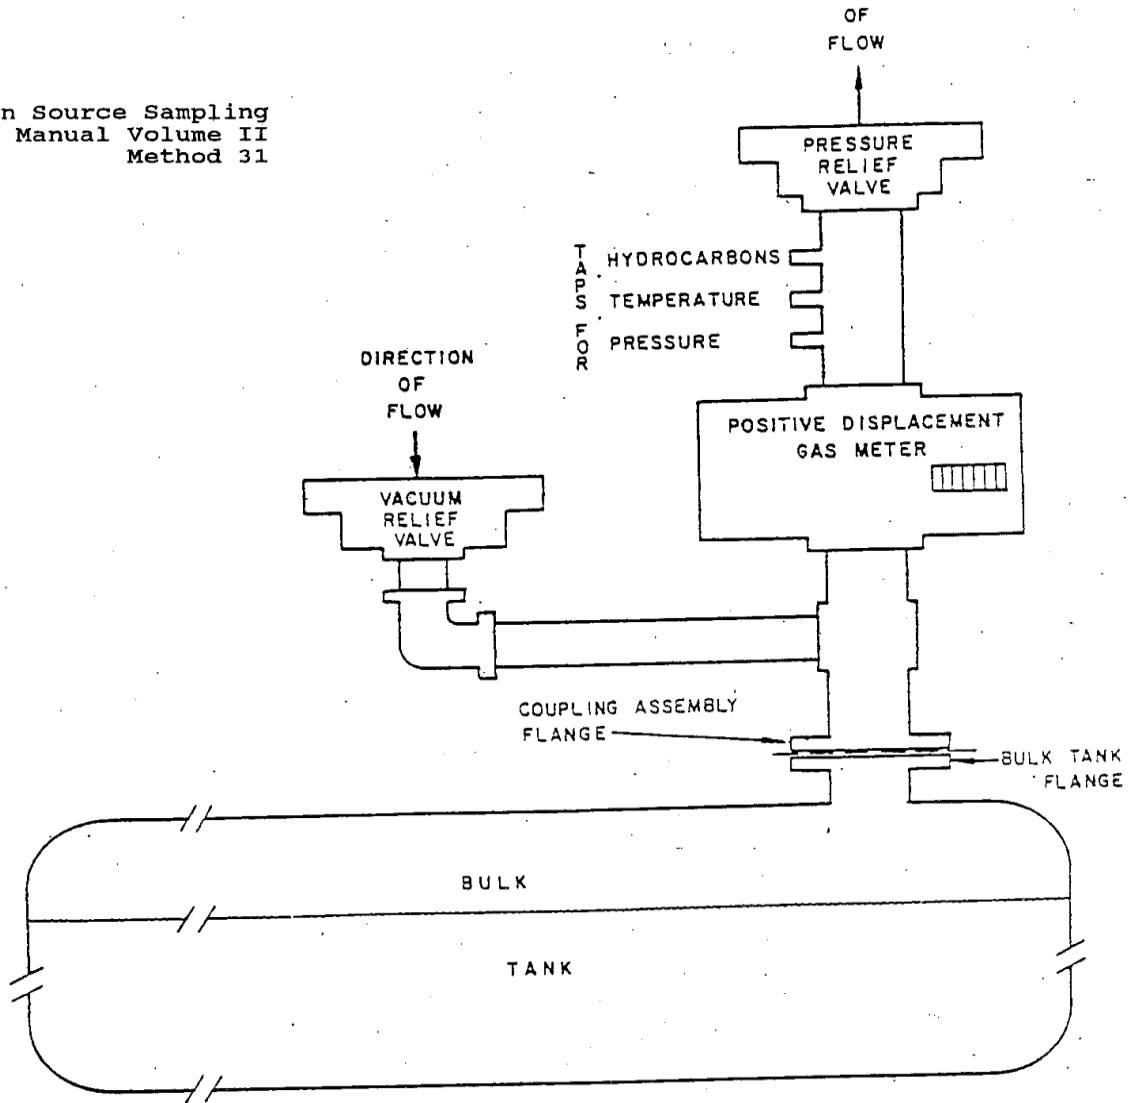 OF
FLOW
n Source Sampling
Manual Volume II
Method 31
PRESSURE
RELIEF
VALVE
TAPS FOR
HYDROCARBONS
TEMPERATURE
PRESSURE
DIRECTION
OF
FLOW
POSITIVE DISPLACEMENT
GAS METER
VACUUM
RELIEF
VALVE
COUPLING ASSEMBLY
FLANGE
BULK TANK
FLANGE
BULK
TANK